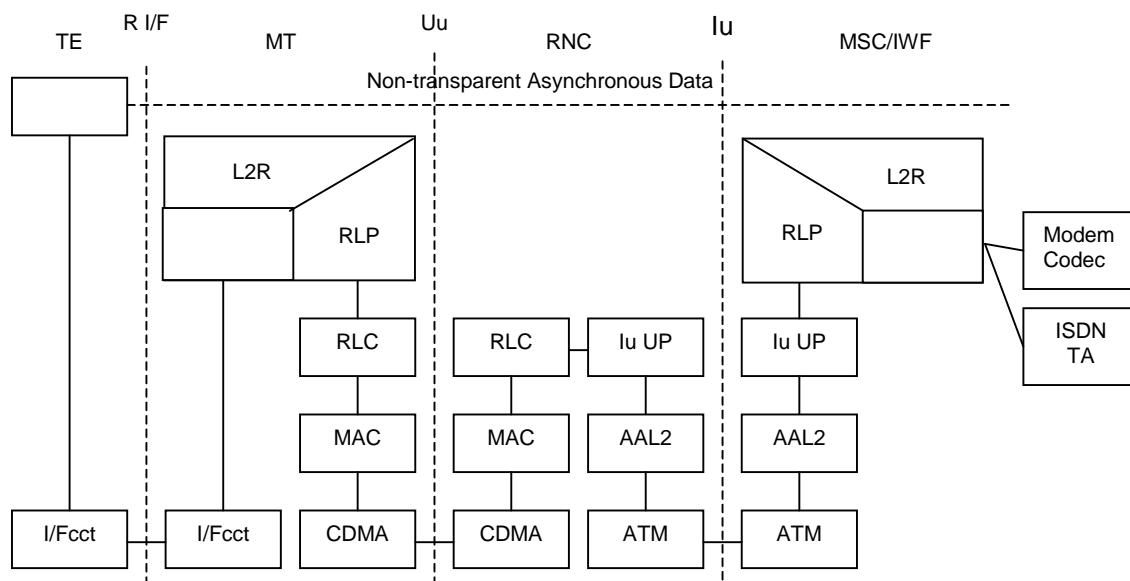 R I/F Uu Iu
TE MT RNC MSC/IWF
Non-transparent Asynchronous Data
L2R L2R
RLP RLP
Modem
Codec
ISDN
TA
RLC RLC Iu UP Iu UP
MAC MAC AAL2 AAL2
I/Fcct I/Fcct CDMA CDMA ATM ATM